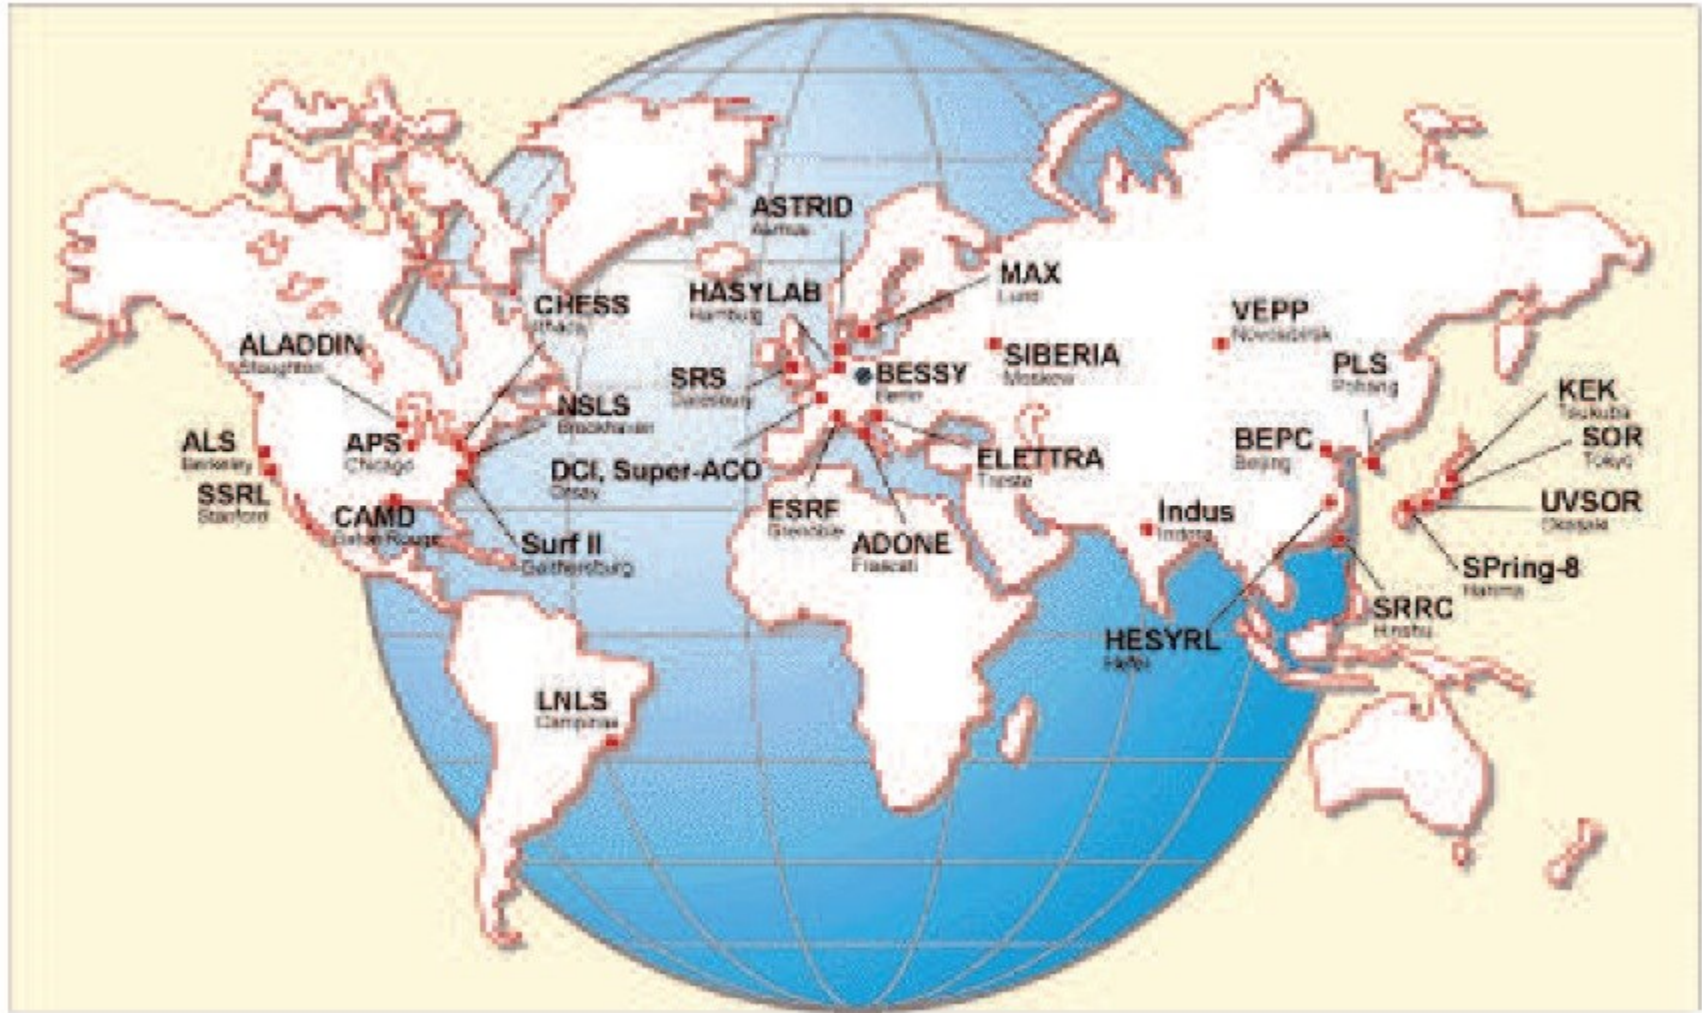 ASTRID
Aarhus
MAX
Lund
HASYLAB
Hamburg
CHESS
Ithaca
VEPP
Novosibirsk
ALADDIN
Stoughton
SIBERIA
Moskow
PLS
Pohang
SRS
Daresbury
BESSY
Berlin
KEK
Tsukuba
NSLS
Brookhaven
ALS
Berkeley
APS
Chicago
BEPC
Beijing
SOR
Tokyo
DCI, Super-ACO
Orsay
ELETTRA
Trieste
SSRL
Stanford
CAMD
Baton Rouge
ESRF
Grenoble
Indus
Indore
UVSOR
Okasaki
Surf II
Gaithersburg
ADONE
Frascati
SPring-8
SRRC
HESYRL
Hefei
LNLS
Campinas